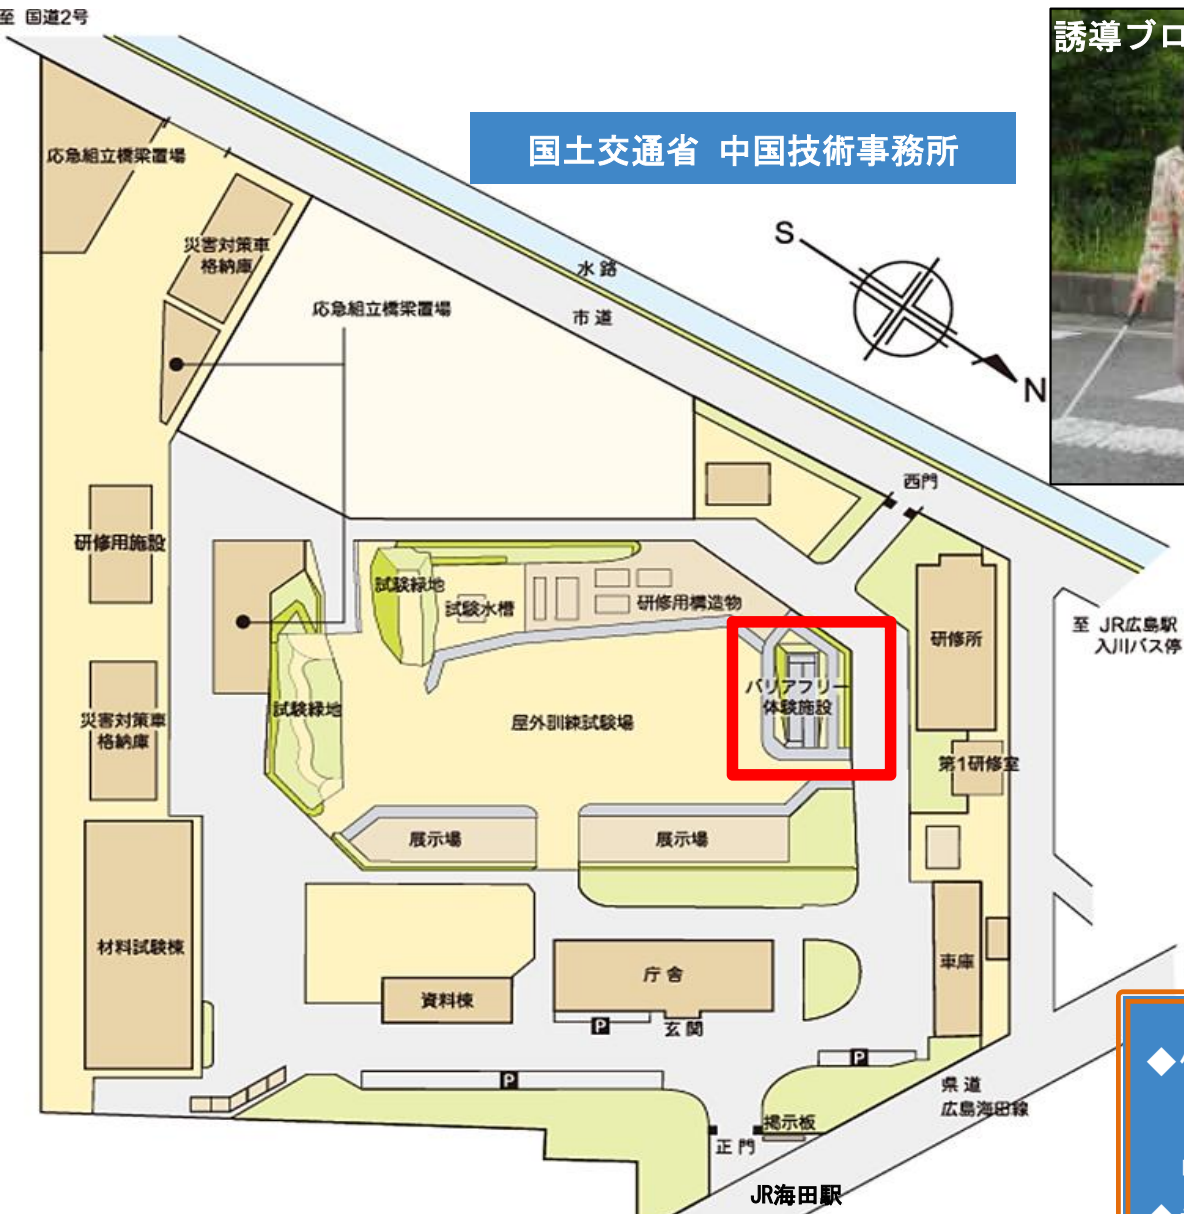 至 国道2号
誘導ブロ
国土交通省 中国技術事務所
応急組立橋梁置場
災害対策車
格納庫
応急組立橋梁置場
水路
市道
S
N
西門
研修用施設
試験緑地
試験水槽
研修用構造物
研修所
至 JR広島駅
入川バス停
バリアフリー
体験施設
試験緑地
屋外訓練試験場
災害対策車
格納庫
第1研修室
展示場
展示場
材料試験棟
資料棟
庁舎
車庫
P
玄関
P
P
県道
広島海田線
掲示板
正門
JR海田駅